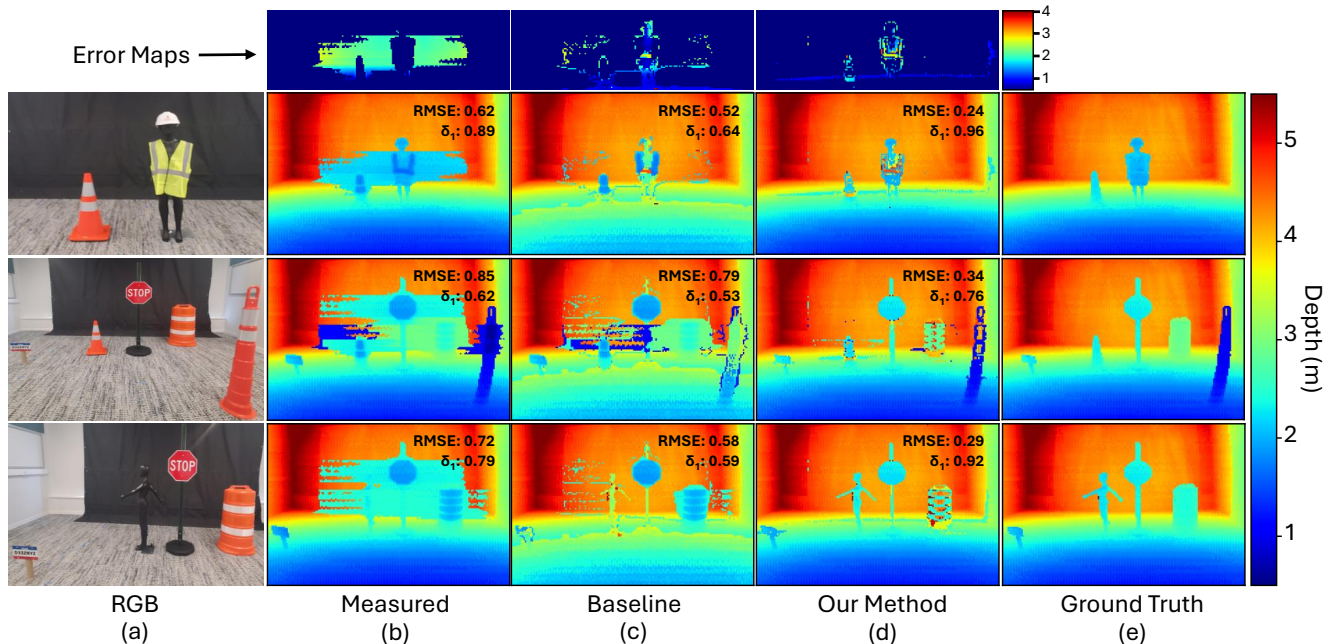 Error Maps
4
3
2
1
RMSE: 0.62
δ₁: 0.89
RMSE: 0.52
δ₁: 0.64
RMSE: 0.24
δ₁: 0.96
STOP
RMSE: 0.85
δ₁: 0.62
RMSE: 0.79
δ₁: 0.53
RMSE: 0.34
δ₁: 0.76
STOP
RMSE: 0.72
δ₁: 0.79
RMSE: 0.58
δ₁: 0.59
RMSE: 0.29
δ₁: 0.92
5
4
3
2
1
Depth (m)
RGB
Measured
Baseline
Our Method
Ground Truth
(a)
(b)
(c)
(d)
(e)